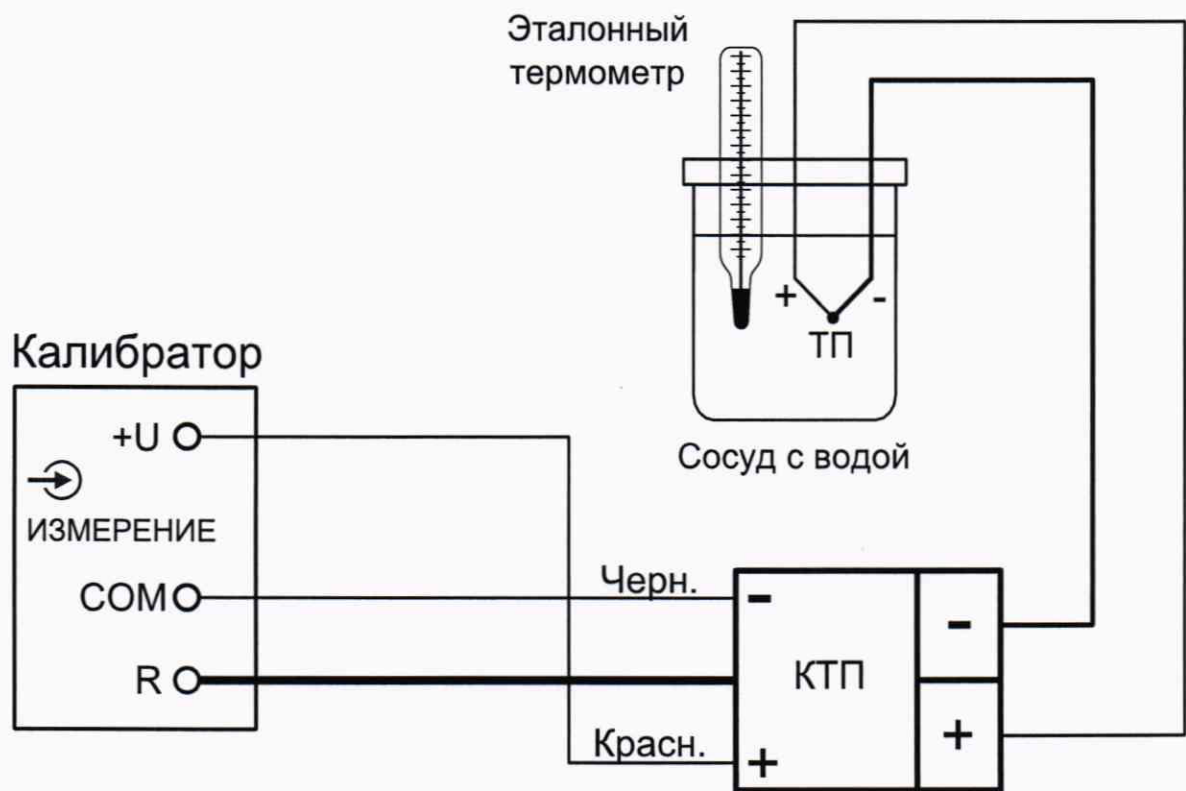 Эталонный
термометр
+ -
ТП
Сосуд с водой
Калибратор
+U
ИЗМЕРЕНИЕ
COM
R
Черн.
Красн.
-
КТП
+
-
+